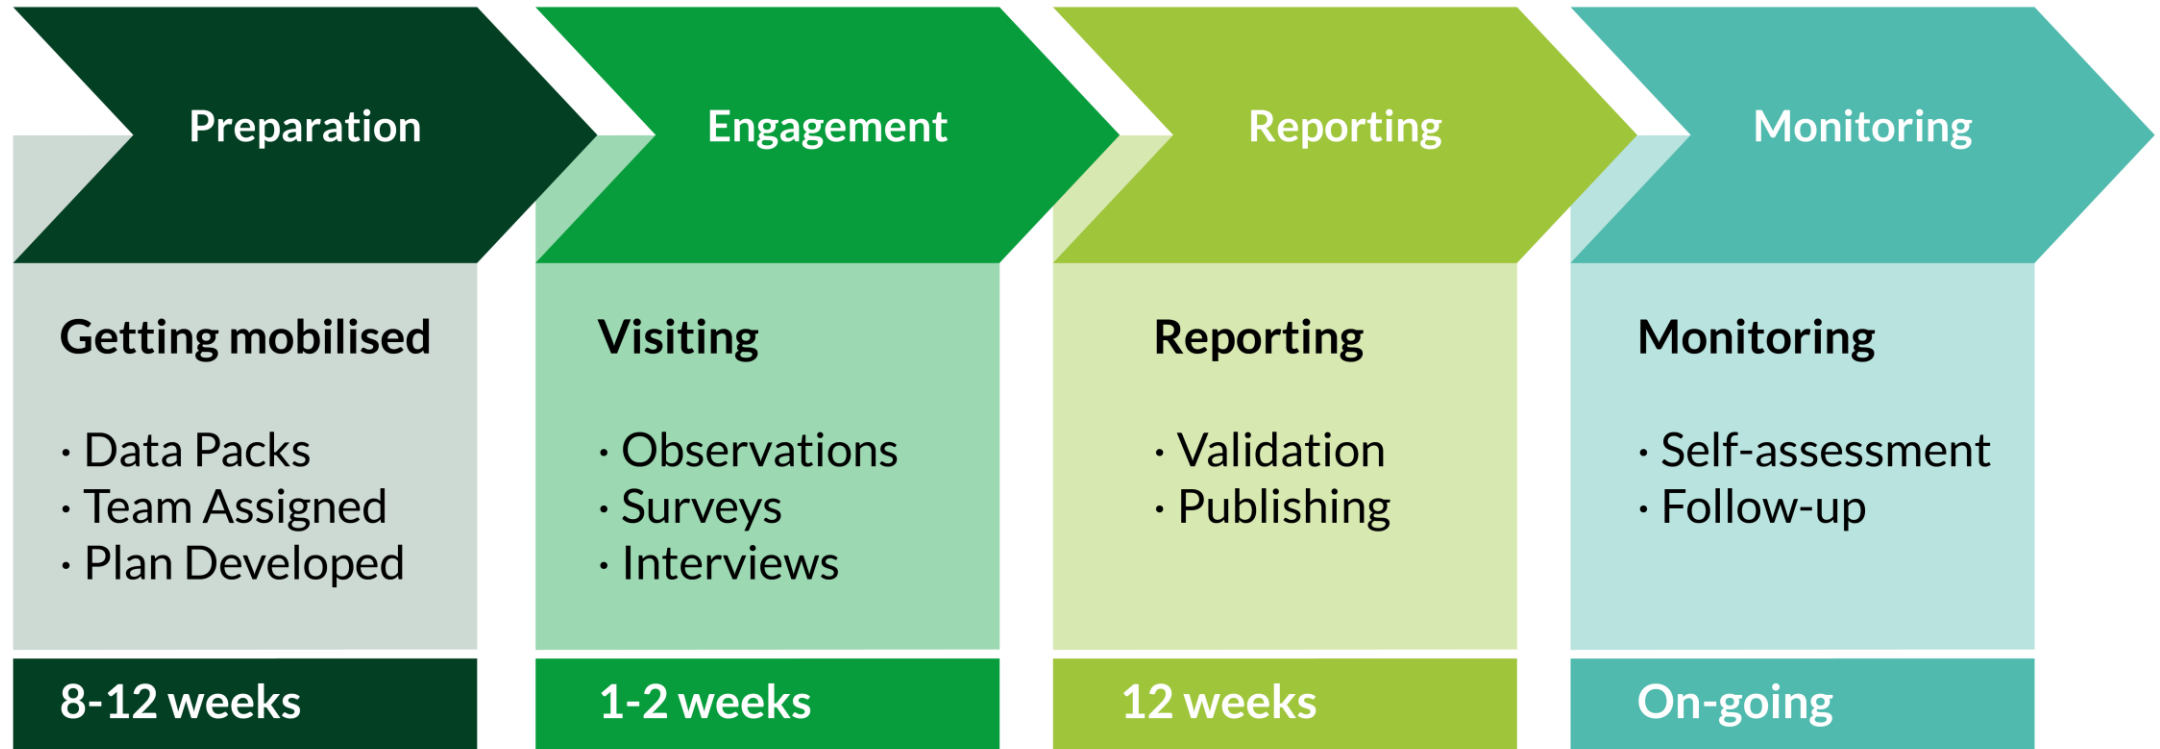 Preparation
Engagement
Reporting
Monitoring
Getting mobilised
· Data Packs
· Team Assigned
· Plan Developed
8-12 weeks
Visiting
· Observations
· Surveys
· Interviews
1-2 weeks
Reporting
· Validation
· Publishing
12 weeks
Monitoring
· Self-assessment
· Follow-up
On-going